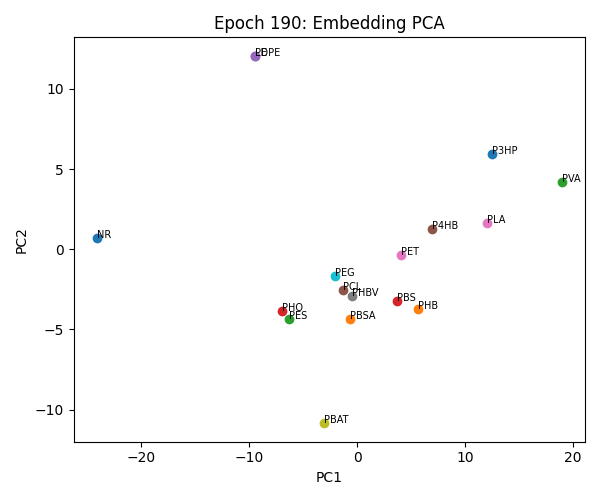 Epoch 190: Embedding PCA
LDPE
P3HP
PVA
PLA
P4HB
NR
PET
PEG
PCL
PHBV
PBS
PHB
PHO
PES
PBSA
PBAT
10
5
0
−5
−10
−20
−10
0
10
20
PC2
PC1